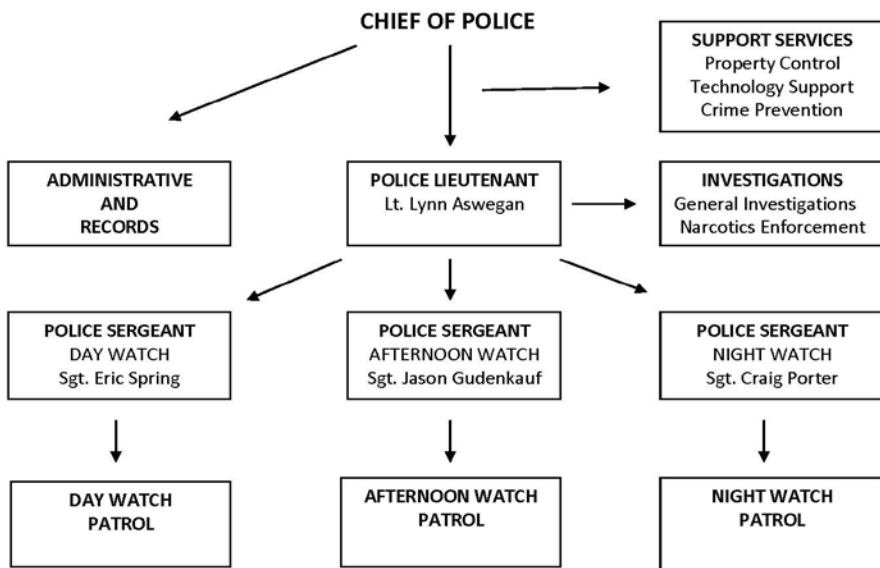 CHIEF OF POLICE
SUPPORT SERVICES
Property Control
Technology Support
Crime Prevention
ADMINISTRATIVE
AND
RECORDS
POLICE LIEUTENANT
Lt. Lynn Aswegan
INVESTIGATIONS
General Investigations
Narcotics Enforcement
POLICE SERGEANT
DAY WATCH
Sgt. Eric Spring
POLICE SERGEANT
AFTERNOON WATCH
Sgt. Jason Gudenkauf
POLICE SERGEANT
NIGHT WATCH
Sgt. Craig Porter
DAY WATCH
PATROL
AFTERNOON WATCH
PATROL
NIGHT WATCH
PATROL